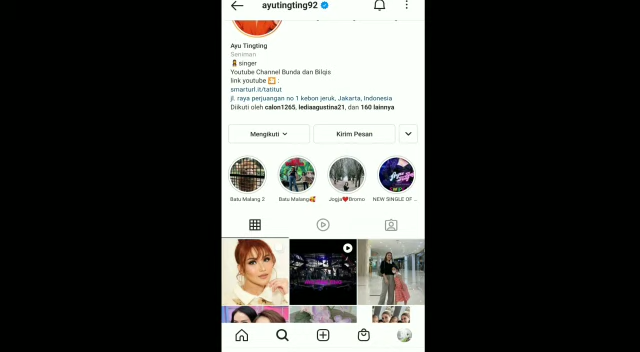 ayutingting92
Ayu Tingting
Seniman
singer
Youtube Channel Bunda dan Bilqis
link youtube ▶️ :
smarturl.it/tatitut
jl. raya perjuangan no 1 kebon jeruk, Jakarta, Indonesia
Diikuti oleh calon1265, lediaagustina21, dan 160 lainnya
Mengikuti
Kirim Pesan
Batu Malang 2
Batu Malang🥰
Jogja❤️Bromo
NEW SINGLE OF ...